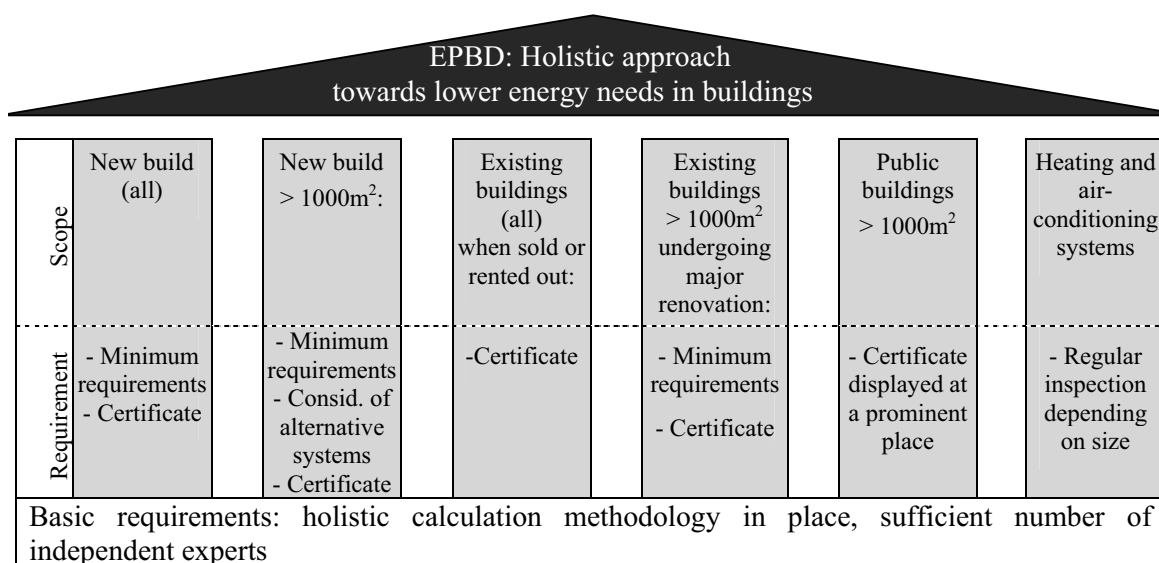 EPBD: Holistic approach
towards lower energy needs in buildings
Scope
New build
(all)
New build
> 1000m²:
Existing
buildings
(all)
when sold or
rented out:
Existing
buildings
> 1000m²
undergoing
major
renovation:
Public
buildings
> 1000m²
Heating and
air-
conditioning
systems
Requirement
- Minimum
requirements
- Certificate
- Minimum
requirements
- Consid. of
alternative
systems
- Certificate
-Certificate
- Minimum
requirements
- Certificate
- Certificate
displayed at
a prominent
place
- Regular
inspection
depending
on size
Basic requirements: holistic calculation methodology in place, sufficient number of
independent experts